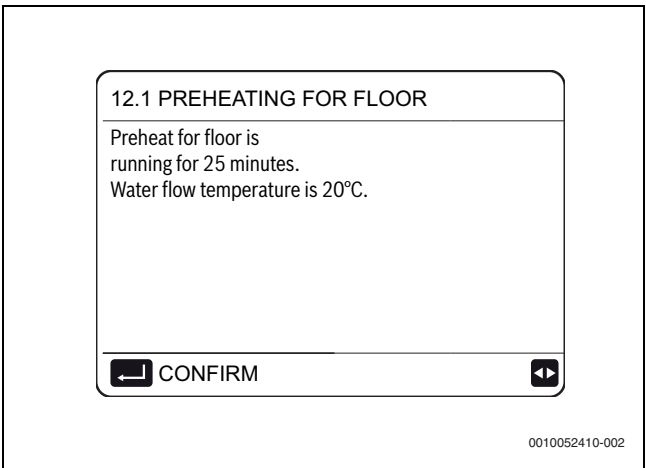 12.1 PREHEATING FOR FLOOR
Preheat for floor is
running for 25 minutes.
Water flow temperature is 20°C.
CONFIRM
0010052410-002